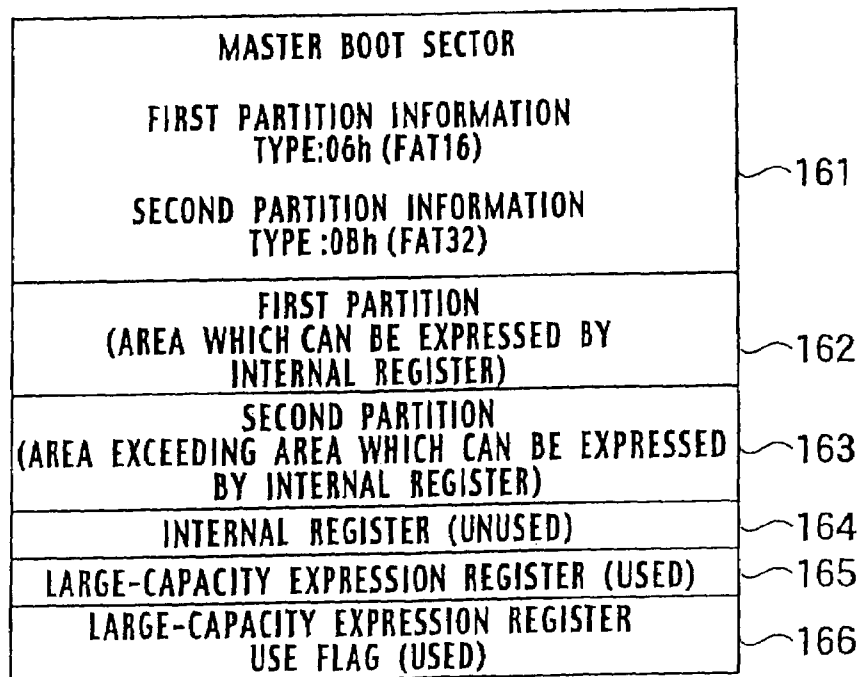 MASTER BOOT SECTOR
FIRST PARTITION INFORMATION
TYPE:06h (FAT16)
SECOND PARTITION INFORMATION
TYPE :0Bh (FAT32)
161
FIRST PARTITION
(AREA WHICH CAN BE EXPRESSED BY
INTERNAL REGISTER)
162
SECOND PARTITION
(AREA EXCEEDING AREA WHICH CAN BE EXPRESSED
BY INTERNAL REGISTER)
163
INTERNAL REGISTER (UNUSED)
164
LARGE-CAPACITY EXPRESSION REGISTER (USED)
165
LARGE-CAPACITY EXPRESSION REGISTER
USE FLAG (USED)
166